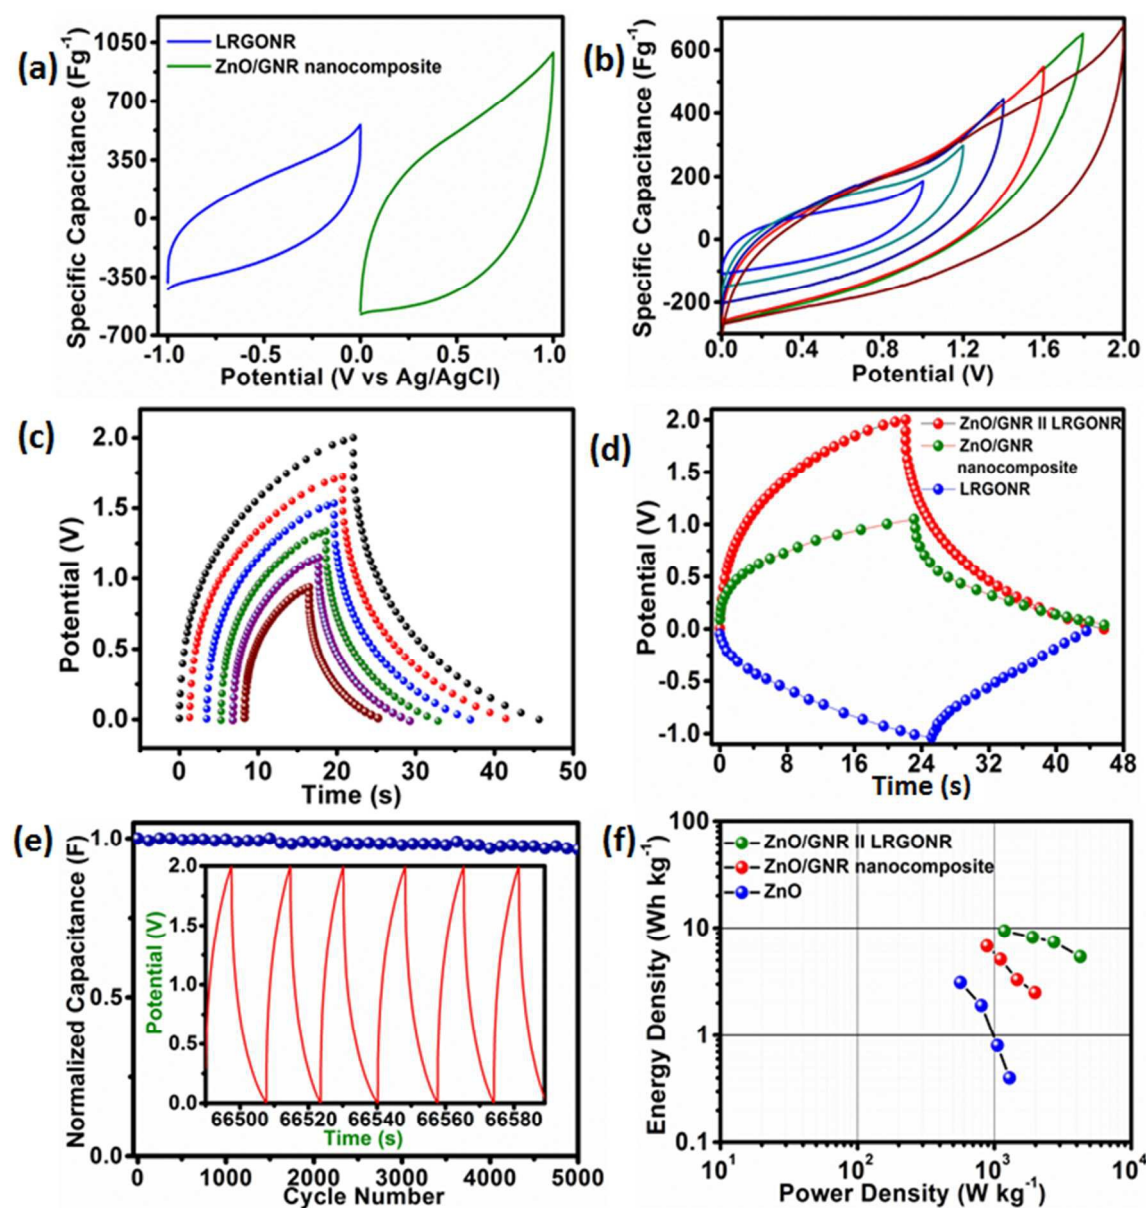 (a)
Specific Capacitance (Fg-1)
1050
700
350
0
-350
-700
LRGONR
ZnO/GNR nanocomposite
-1.0
-0.5
0.0
0.5
1.0
Potential (V vs Ag/AgCl)
(b)
Specific Capacitance (Fg-1)
600
400
200
0
-200
0.0
0.4
0.8
1.2
1.6
2.0
Potential (V)
(c)
Potential (V)
2.0
1.5
1.0
0.5
0.0
0
10
20
30
40
50
Time (s)
(d)
Potential (V)
2.0
1.5
1.0
0.5
0.0
-0.5
-1.0
ZnO/GNR II LRGONR
ZnO/GNR
nanocomposite
LRGONR
0
8
16
24
32
40
48
Time (s)
(e)
Normalized Capacitance (F)
1.0
0.5
0.0
Potential (V)
2.0
1.5
1.0
0.5
0.0
66500
66520
66540
66560
66580
Time (s)
0
1000
2000
3000
4000
5000
Cycle Number
(f)
Energy Density (Wh kg-1)
100
10
1
0.1
ZnO/GNR II LRGONR
ZnO/GNR nanocomposite
ZnO
10^1
10^2
10^3
10^4
Power Density (W kg-1)